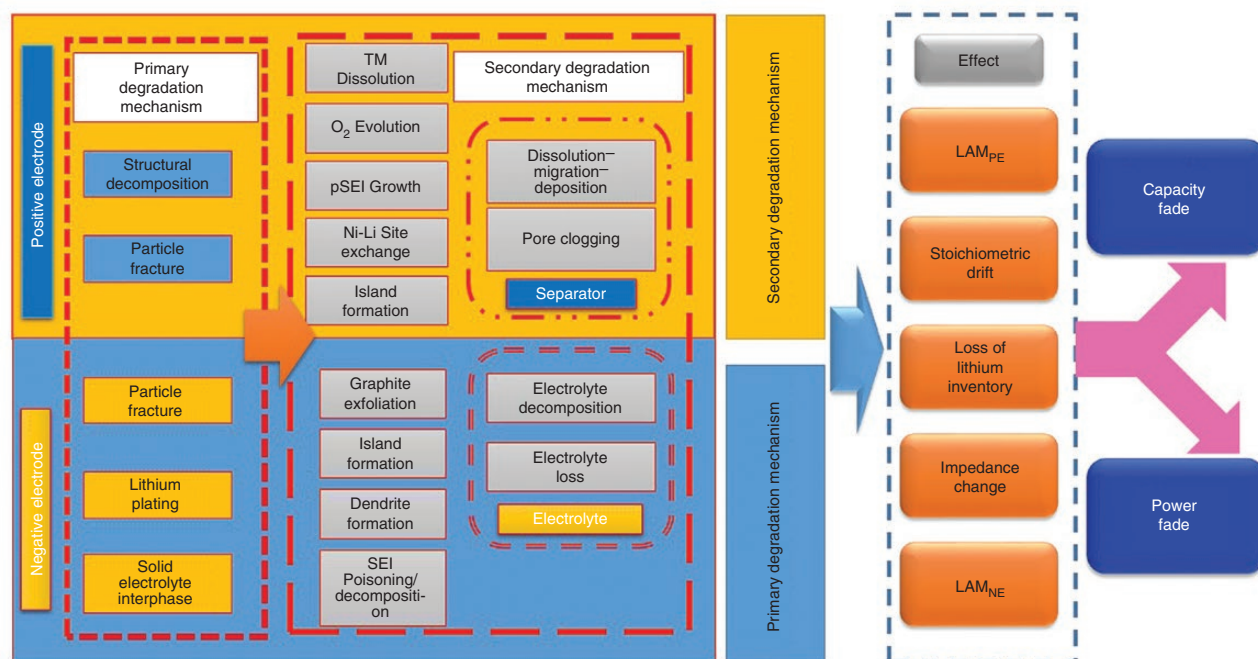 Positive electrode
Primary
degradation
mechanism
Structural
decomposition
Particle
fracture
TM
Dissolution
O2 Evolution
pSEI Growth
Ni-Li Site
exchange
Island
formation
Secondary degradation
mechanism
Dissolution–
migration–
deposition
Pore clogging
Separator
Negative electrode
Particle
fracture
Lithium
plating
Solid
electrolyte
interphase
Graphite
exfoliation
Island
formation
Dendrite
formation
SEI
Poisoning/
decompositi-
on
Electrolyte
decomposition
Electrolyte
loss
Electrolyte
Secondary degradation mechanism
Primary degradation mechanism
Effect
LAMPE
Stoichiometric
drift
Loss of
lithium
inventory
Impedance
change
LAMNE
Capacity
fade
Power
fade